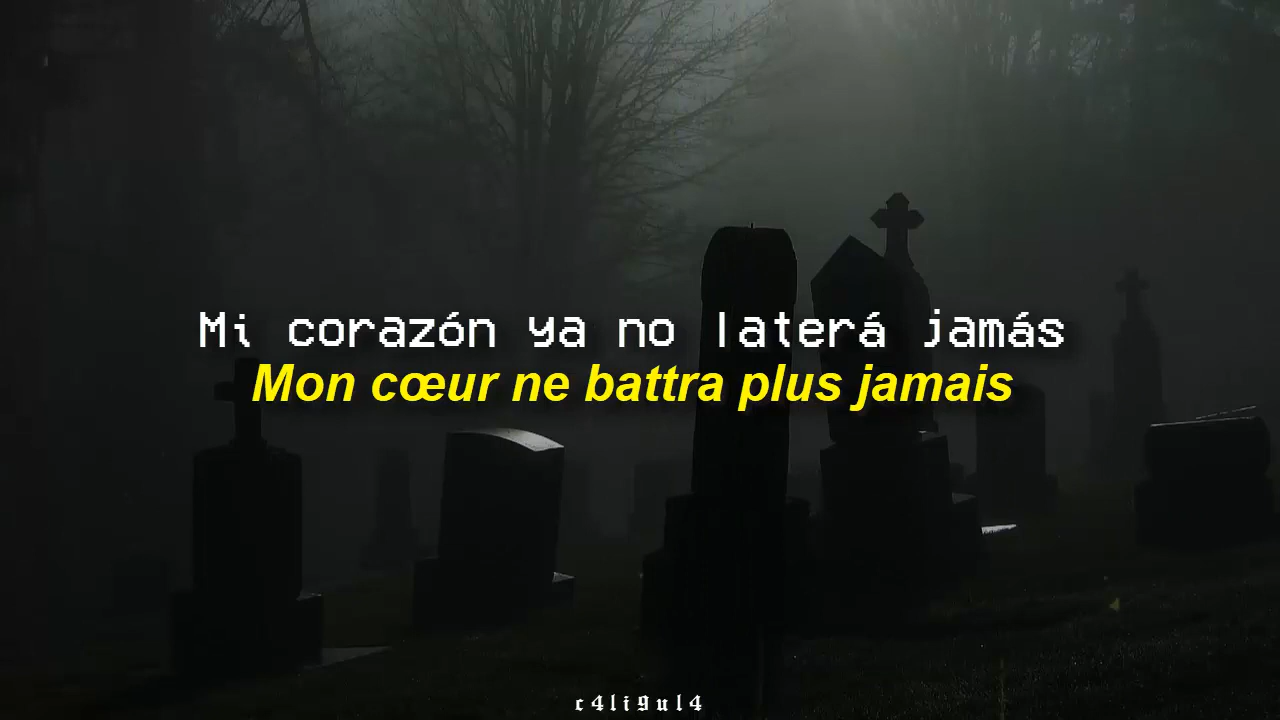 Mi corazón ya no laterá jamás
Mon cœur ne battra plus jamais
c4li9ul4